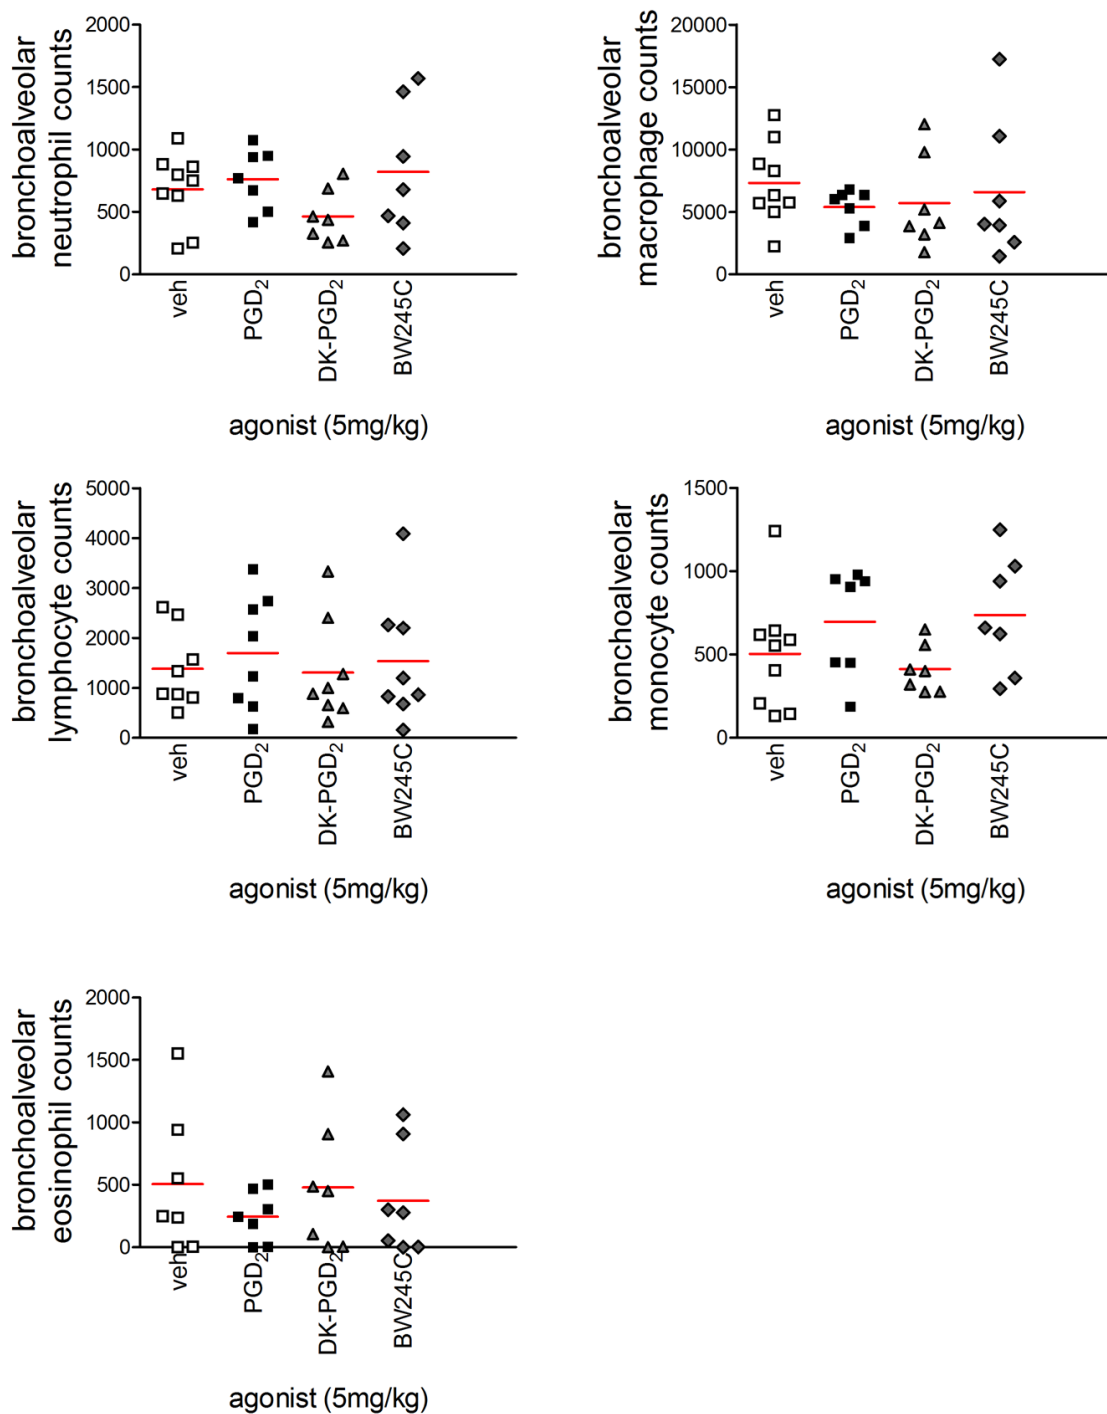 bronchoalveolar
neutrophil counts
2000
1500
1000
500
0
veh
PGD2
DK-PGD2
BW245C
agonist (5mg/kg)
bronchoalveolar
macrophage counts
20000
15000
10000
5000
0
veh
PGD2
DK-PGD2
BW245C
agonist (5mg/kg)
bronchoalveolar
lymphocyte counts
5000
4000
3000
2000
1000
0
veh
PGD2
DK-PGD2
BW245C
agonist (5mg/kg)
bronchoalveolar
monocyte counts
1500
1000
500
0
veh
PGD2
DK-PGD2
BW245C
agonist (5mg/kg)
bronchoalveolar
eosinophil counts
2000
1500
1000
500
0
veh
PGD2
DK-PGD2
BW245C
agonist (5mg/kg)